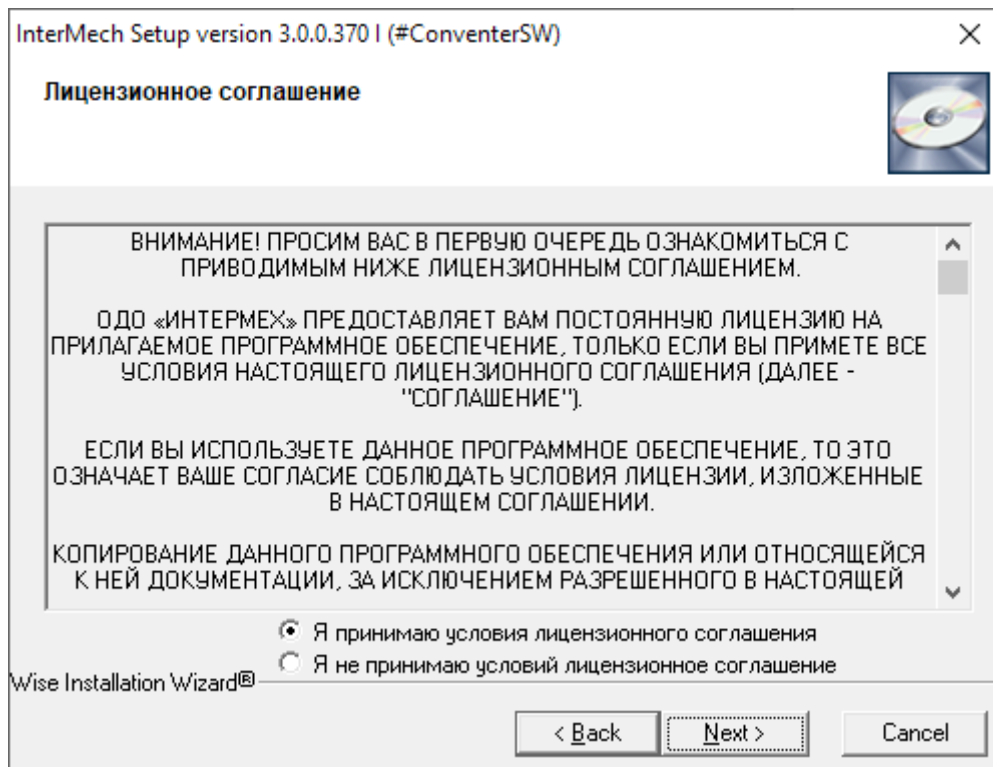 InterMech Setup version 3.0.0.370 I (#ConventerSW)
Лицензионное соглашение
ВНИМАНИЕ! ПРОСИМ ВАС В ПЕРВУЮ ОЧЕРЕДЬ ОЗНАКОМИТЬСЯ С
ПРИВОДИМЫМ НИЖЕ ЛИЦЕНЗИОННЫМ СОГЛАШЕНИЕМ.
ОДО «ИНТЕРМЕХ» ПРЕДОСТАВЛЯЕТ ВАМ ПОСТОЯННУЮ ЛИЦЕНЗИЮ НА
ПРИЛАГАЕМОЕ ПРОГРАММНОЕ ОБЕСПЕЧЕНИЕ, ТОЛЬКО ЕСЛИ ВЫ ПРИМЕТЕ ВСЕ
УСЛОВИЯ НАСТОЯЩЕГО ЛИЦЕНЗИОННОГО СОГЛАШЕНИЯ (ДАЛЕЕ -
"СОГЛАШЕНИЕ").
ЕСЛИ ВЫ ИСПОЛЬЗУЕТЕ ДАННОЕ ПРОГРАММНОЕ ОБЕСПЕЧЕНИЕ, ТО ЭТО
ОЗНАЧАЕТ ВАШЕ СОГЛАСИЕ СОБЛЮДАТЬ УСЛОВИЯ ЛИЦЕНЗИИ, ИЗЛОЖЕННЫЕ
В НАСТОЯЩЕМ СОГЛАШЕНИИ.
КОПИРОВАНИЕ ДАННОГО ПРОГРАММНОГО ОБЕСПЕЧЕНИЯ ИЛИ ОТНОСЯЩЕЙСЯ
К НЕЙ ДОКУМЕНТАЦИИ, ЗА ИСКЛЮЧЕНИЕМ РАЗРЕШЕННОГО В НАСТОЯЩЕЙ
Я принимаю условия лицензионного соглашения
Я не принимаю условий лицензионное соглашение
Wise Installation Wizard®
< Back
Next >
Cancel